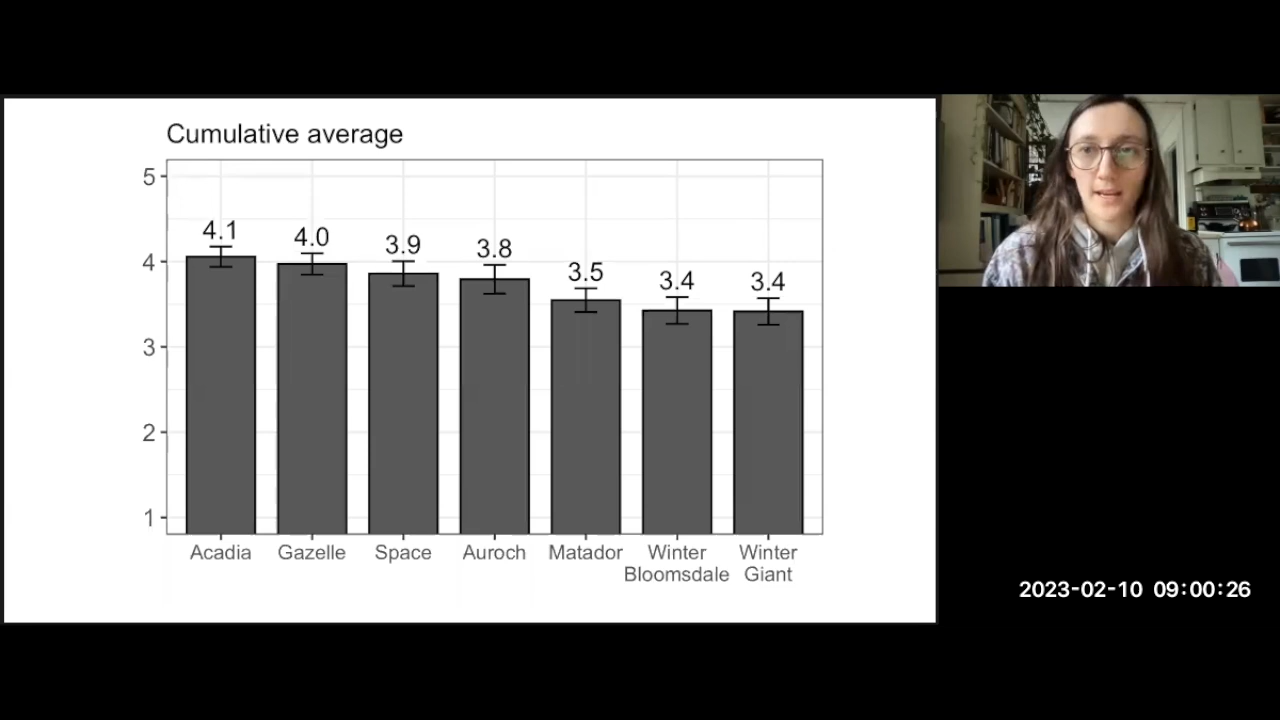 Cumulative average
5
4
3
2
1
4.1
4.0
3.9
3.8
3.5
3.4
3.4
Acadia
Gazelle
Space
Auroch
Matador
Winter
Bloomsdale
Winter
Giant
2023-02-10 09:00:26